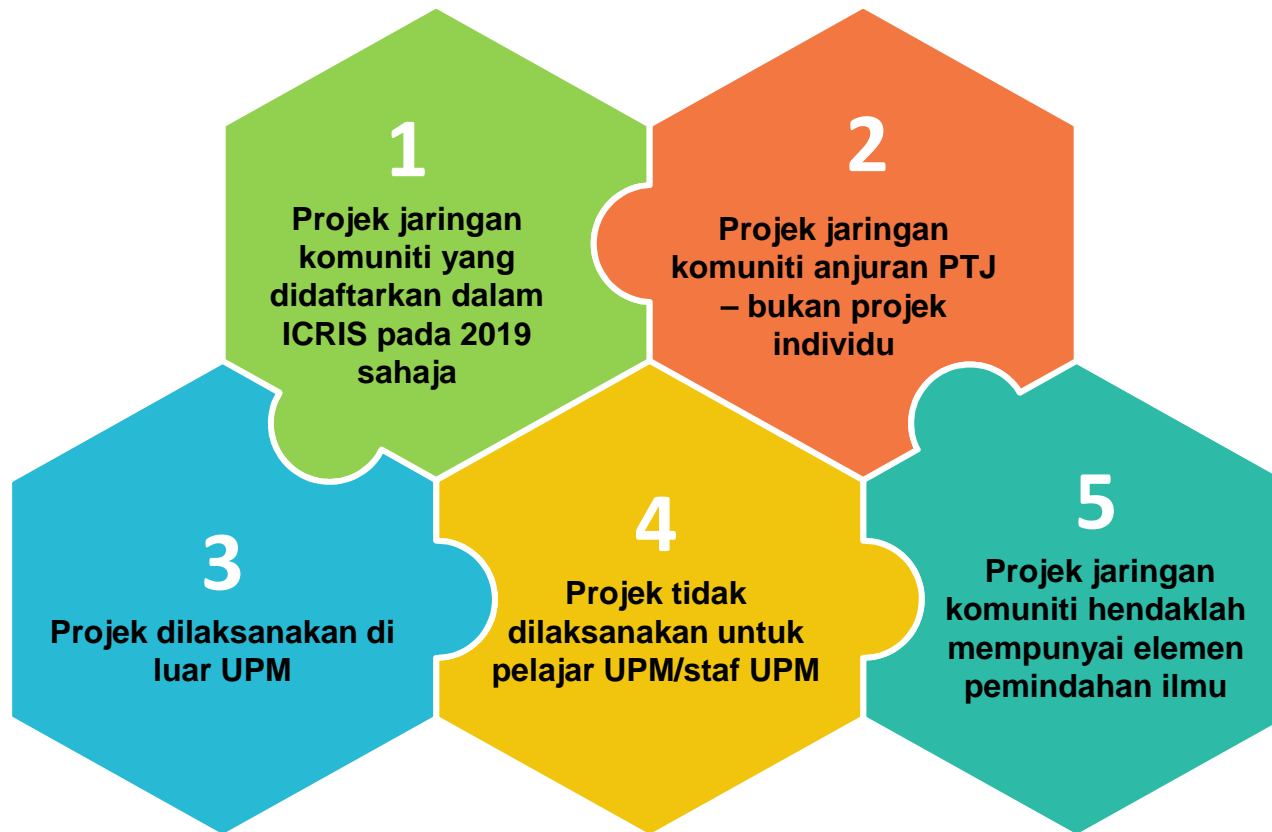 1
Projek jaringan
komuniti yang
didaftarkan dalam
ICRIS pada 2019
sahaja
2
Projek jaringan
komuniti anjuran PTJ
– bukan projek
individu
3
Projek dilaksanakan di
luar UPM
4
Projek tidak
dilaksanakan untuk
pelajar UPM/staf UPM
5
Projek jaringan
komuniti hendaklah
mempunyai elemen
pemindahan ilmu